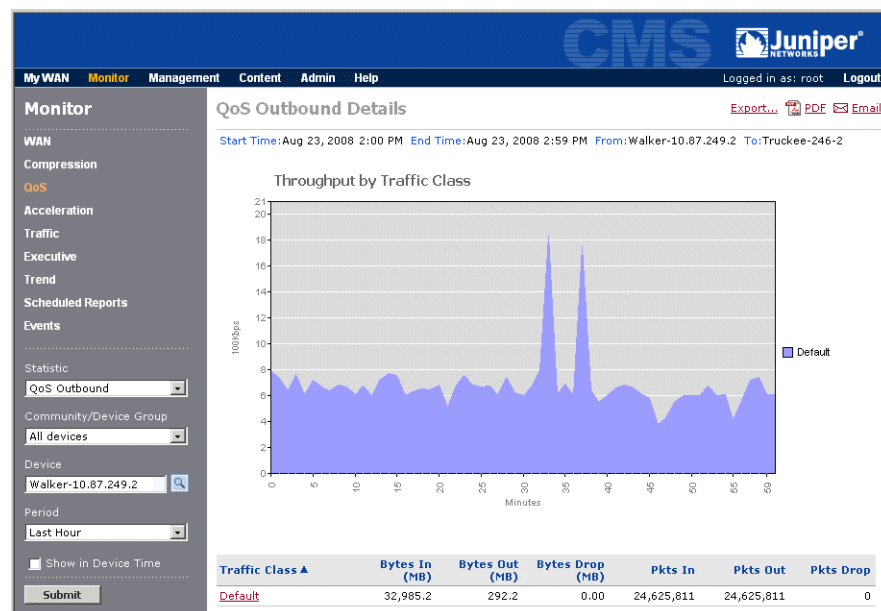 CMS
Juniper®
NETWORKS
My WAN Monitor Management Content Admin Help Logged in as: root Logout
Monitor
WAN
Compression
QoS
Acceleration
Traffic
Executive
Trend
Scheduled Reports
Events
Statistic
QoS Outbound
Community/Device Group
All devices
Device
Walker-10.87.249.2
Period
Last Hour
Show in Device Time
Submit
QoS Outbound Details
Export... PDF Email
Start Time:Aug 23, 2008 2:00 PM End Time:Aug 23, 2008 2:59 PM From:Walker-10.87.249.2 To:Truckee-246-2
Throughput by Traffic Class
21
20
18
16
14
12
10
8
6
4
2
0
100Kbps
0 5 10 15 20 25 30 35 40 45 50 55 59
Minutes
Default
Traffic Class Bytes In (MB) Bytes Out (MB) Bytes Drop (MB) Pkts In Pkts Out Pkts Drop
Default 32,985.2 292.2 0.00 24,625,811 24,625,811 0